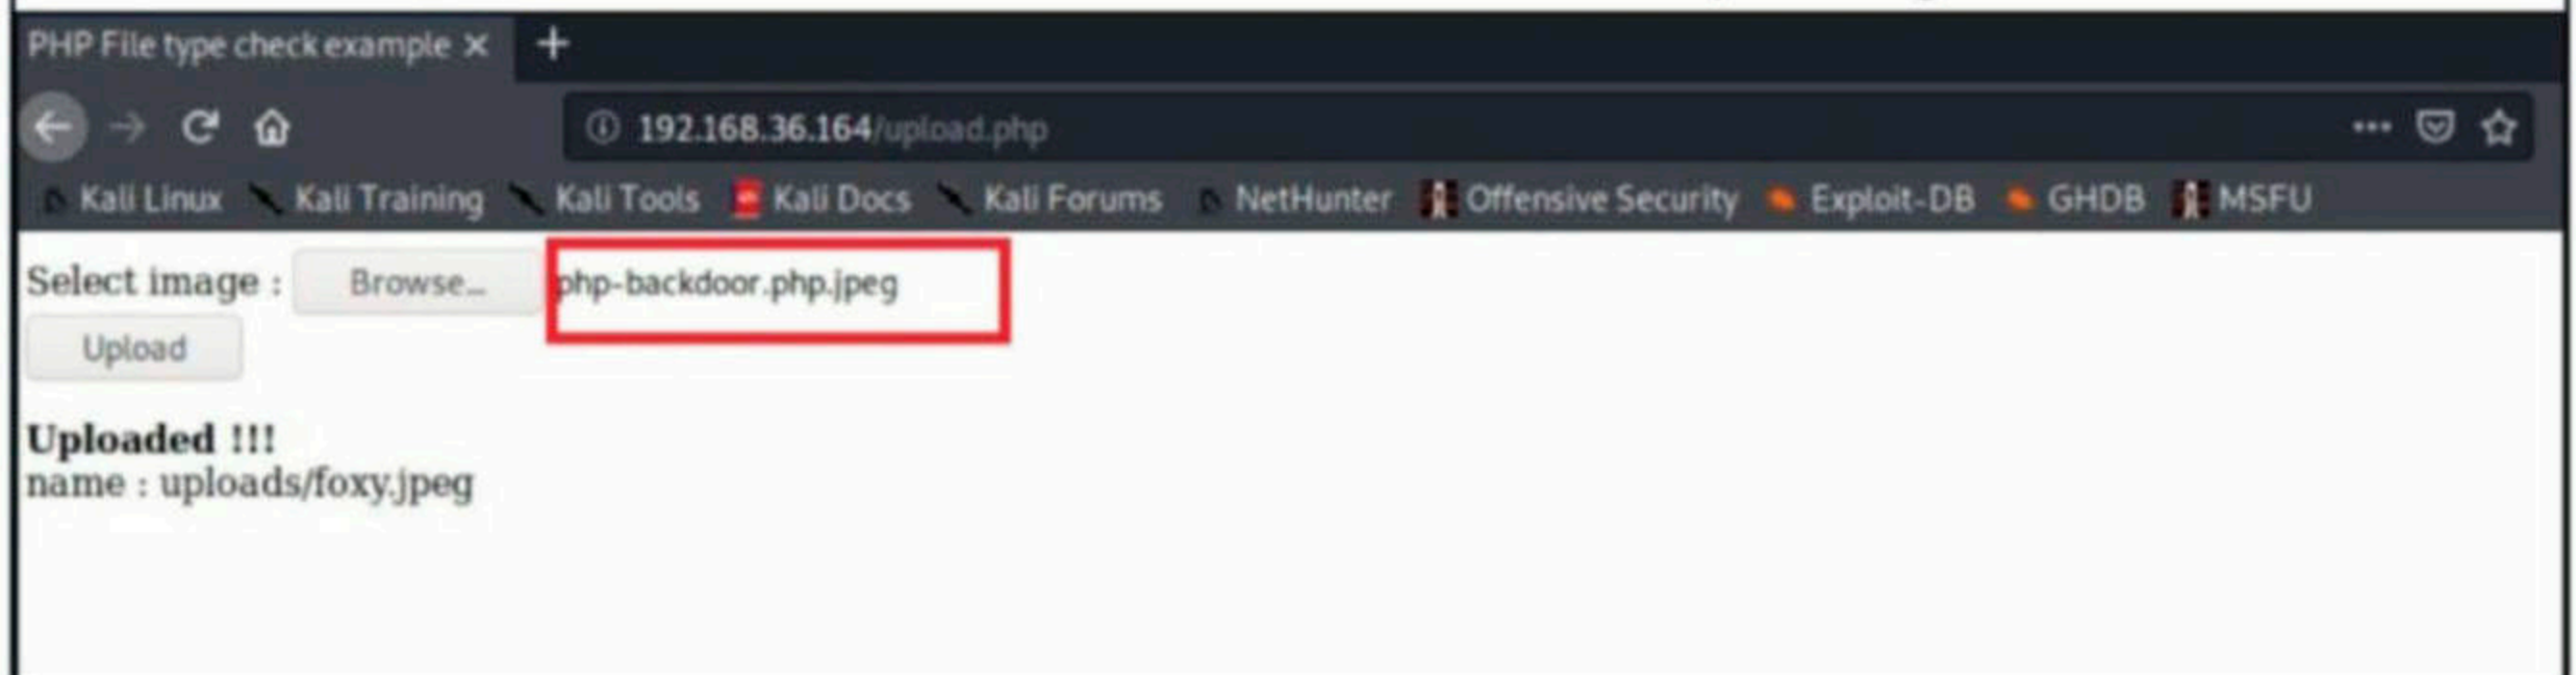 PHP File type check example
192.168.36.164/upload.php
Kali Linux Kali Training Kali Tools Kali Docs Kali Forums NetHunter Offensive Security Exploit-DB GHDB MSFU
Select image : Browse... php-backdoor.php.jpeg
Upload
Uploaded !!!
name : uploads/foxy.jpeg